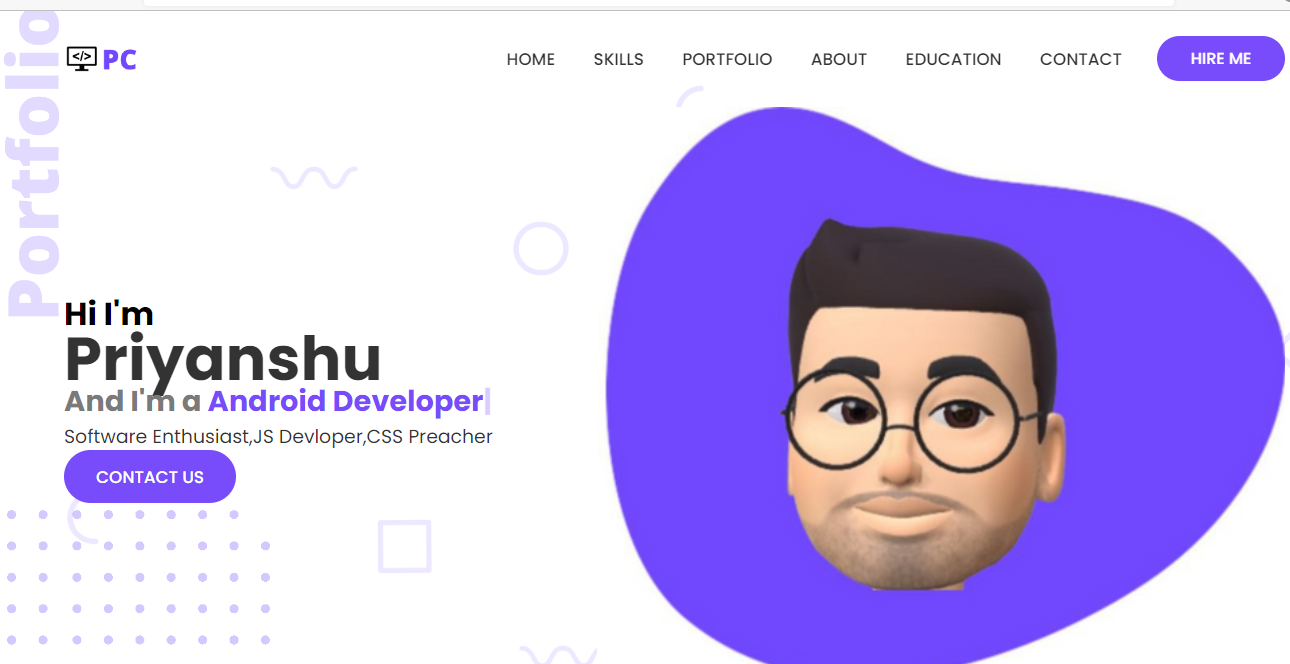 Portfolio
</> PC
HOME SKILLS PORTFOLIO ABOUT EDUCATION CONTACT HIRE ME
Hi I'm
Priyanshu
And I'm a Android Developer|
Software Enthusiast,JS Devloper,CSS Preacher
CONTACT US